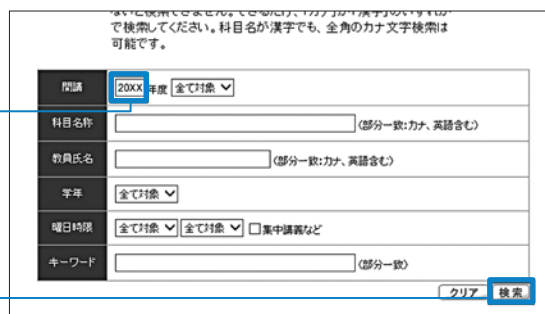 で検索してください。科目名が漢字でも、全角のカナ文字検索は
可能です。
開講 20XX 年度 全て対象
科目名称 (部分一致:カナ、英語含む)
教員氏名 (部分一致:カナ、英語含む)
学年 全て対象
曜日時限 全て対象 全て対象 集中講義など
キーワード (部分一致)
クリア 検索